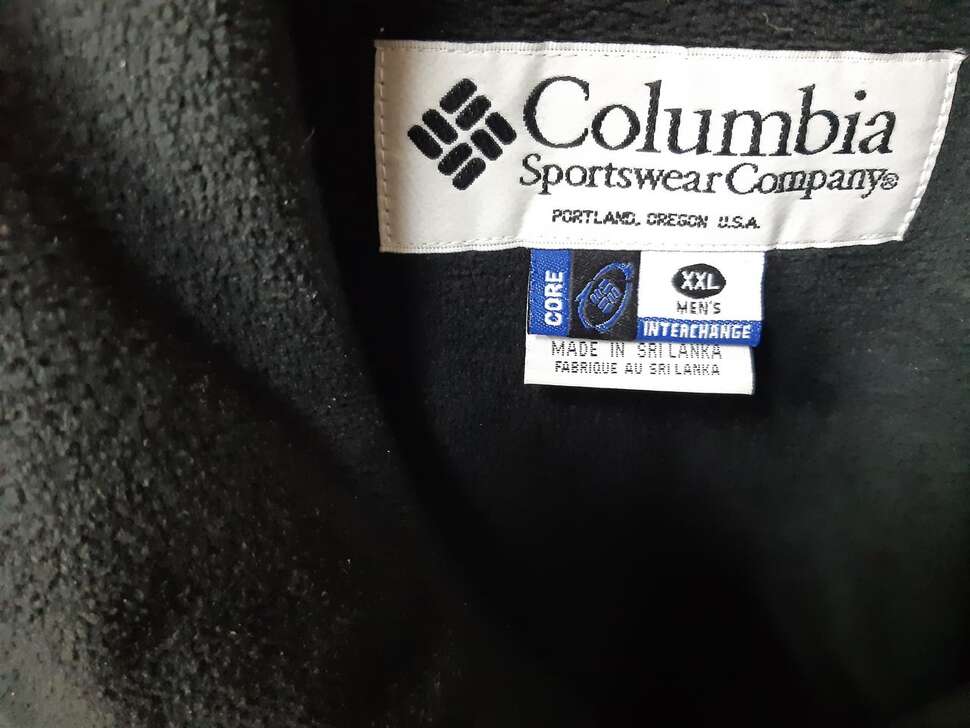 Columbia
Sportswear Company®
PORTLAND, OREGON U.S.A.
CORE
XXL
MEN'S
INTERCHANGE
MADE IN SRI LANKA
FABRIQUE AU SRI LANKA